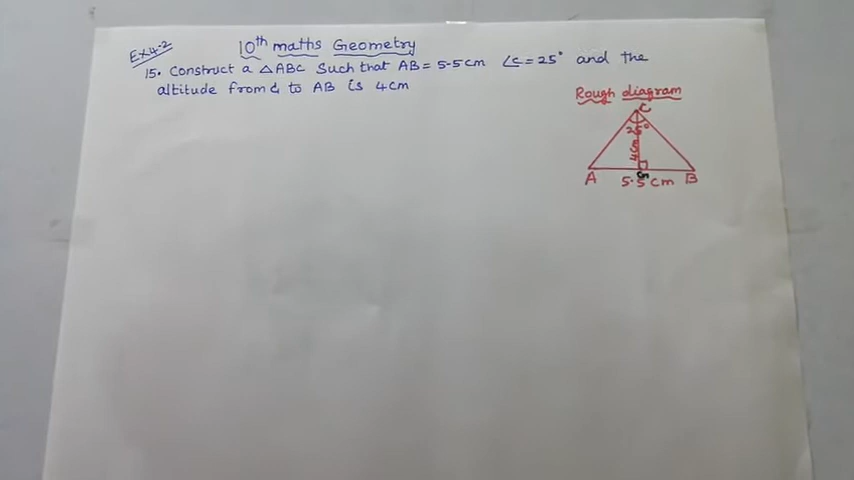 Ex 4.2
10th maths Geometry
15. Construct a △ABC Such that AB = 5.5cm ∠C = 25° and the
altitude from C to AB is 4cm
Rough diagram
C
25°
A
B
5.5cm